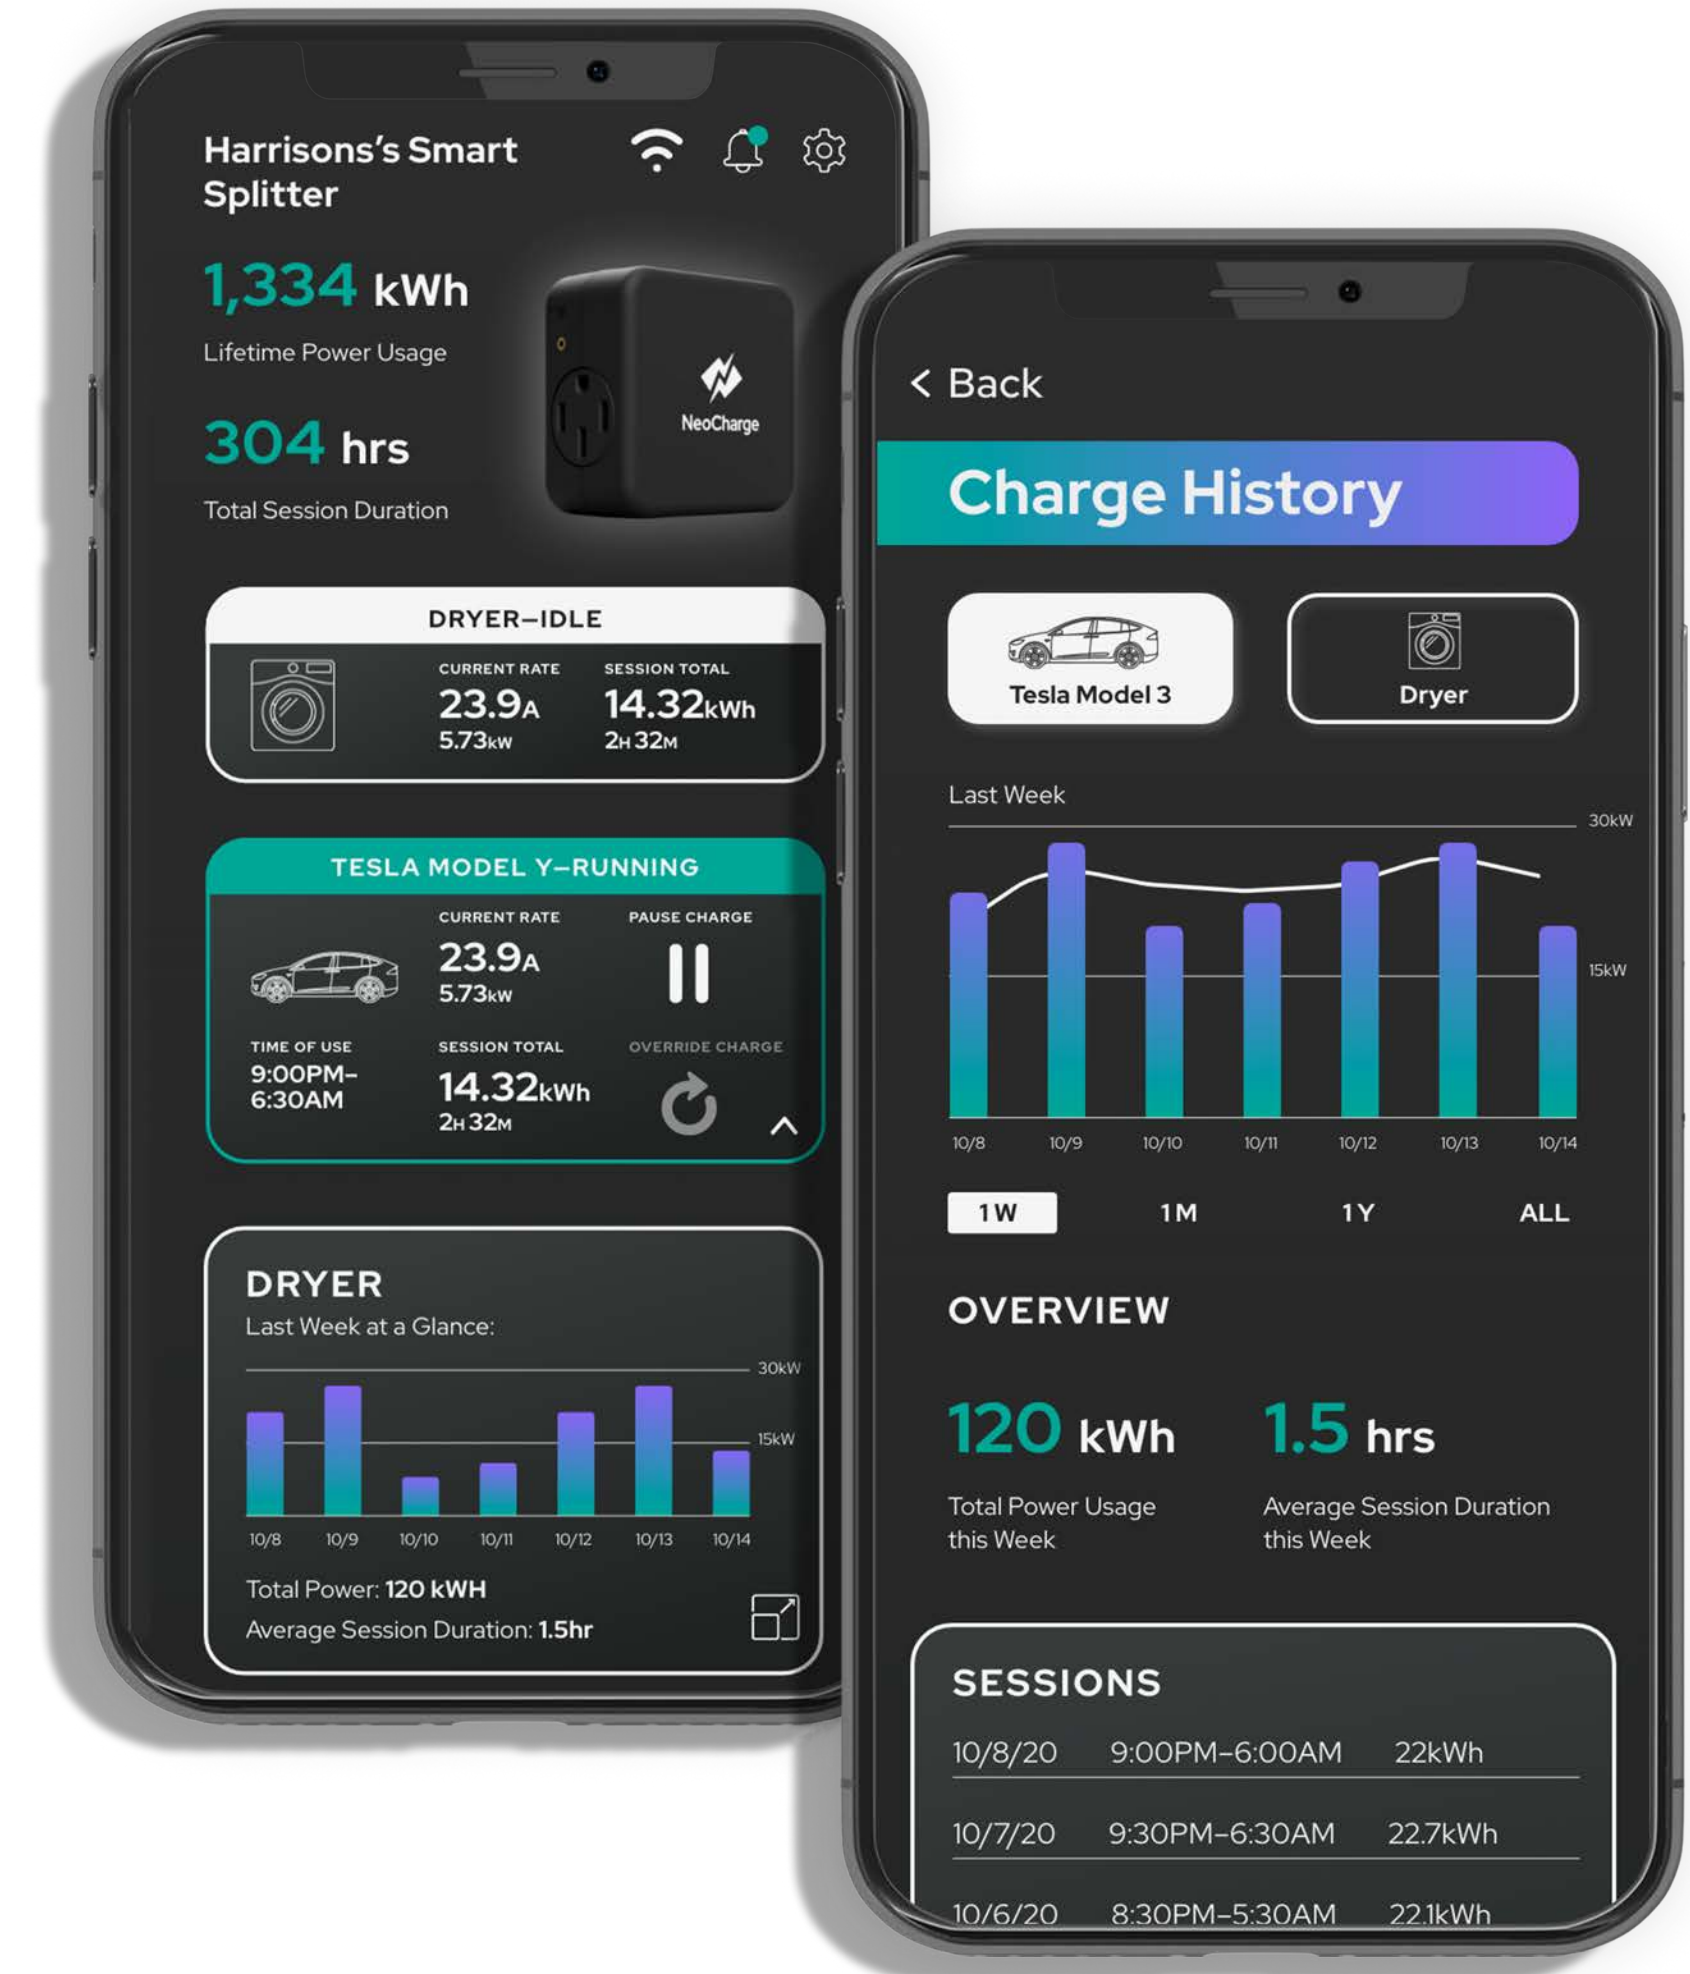 Harrisons's Smart
Splitter
1,334 kWh
Lifetime Power Usage
304 hrs
Total Session Duration
NeoCharge
DRYER–IDLE
CURRENT RATE SESSION TOTAL
23.9A 14.32kWh
5.73kW 2H 32M
TESLA MODEL Y–RUNNING
CURRENT RATE PAUSE CHARGE
23.9A
5.73kW
TIME OF USE SESSION TOTAL OVERRIDE CHARGE
9:00PM–
6:30AM
14.32kWh
2H 32M
DRYER
Last Week at a Glance:
30kW
15kW
10/8 10/9 10/10 10/11 10/12 10/13 10/14
Total Power: 120 kWH
Average Session Duration: 1.5hr
< Back
Charge History
Tesla Model 3 Dryer
Last Week
30kW
15kW
10/8 10/9 10/10 10/11 10/12 10/13 10/14
1W 1M 1Y ALL
OVERVIEW
120 kWh 1.5 hrs
Total Power Usage
this Week
Average Session Duration
this Week
SESSIONS
10/8/20 9:00PM–6:00AM 22kWh
10/7/20 9:30PM–6:30AM 22.7kWh
10/6/20 8:30PM–5:30AM 22.1kWh